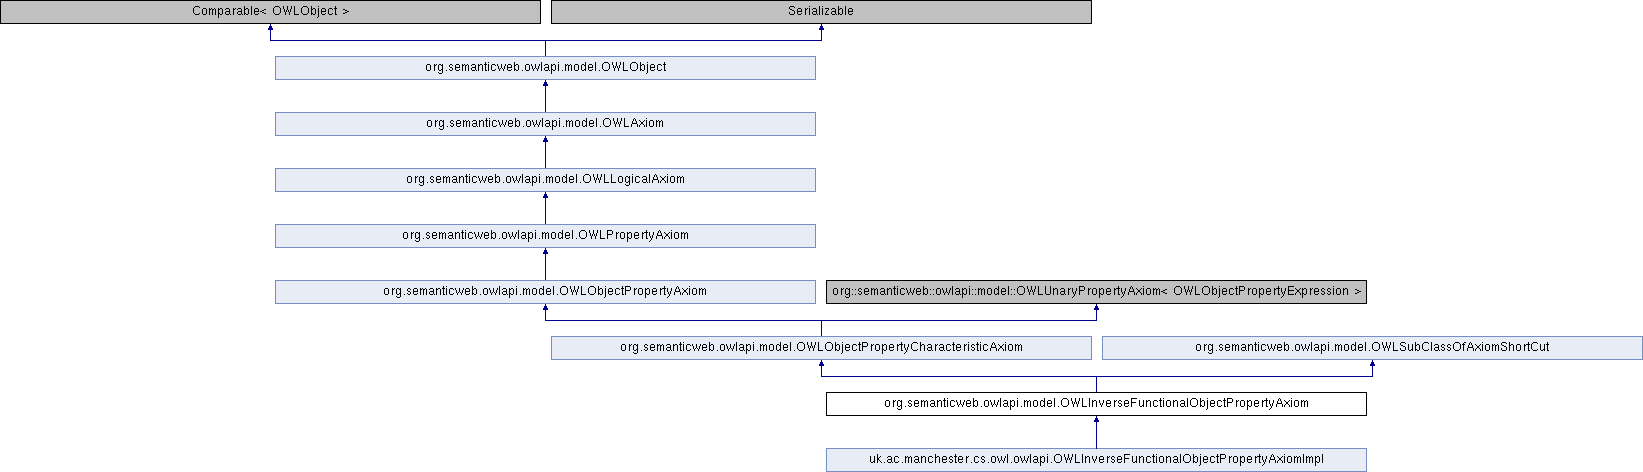 Comparable< OWLObject >
Serializable
org.semanticweb.owlapi.model.OWLObject
org.semanticweb.owlapi.model.OWLAxiom
org.semanticweb.owlapi.model.OWLLogicalAxiom
org.semanticweb.owlapi.model.OWLPropertyAxiom
org.semanticweb.owlapi.model.OWLObjectPropertyAxiom
org::semanticweb::owlapi::model::OWLUnaryPropertyAxiom< OWLObjectPropertyExpression >
org.semanticweb.owlapi.model.OWLObjectPropertyCharacteristicAxiom
org.semanticweb.owlapi.model.OWLSubClassOfAxiomShortCut
org.semanticweb.owlapi.model.OWLInverseFunctionalObjectPropertyAxiom
uk.ac.manchester.cs.owl.owlapi.OWLInverseFunctionalObjectPropertyAxiomImpl